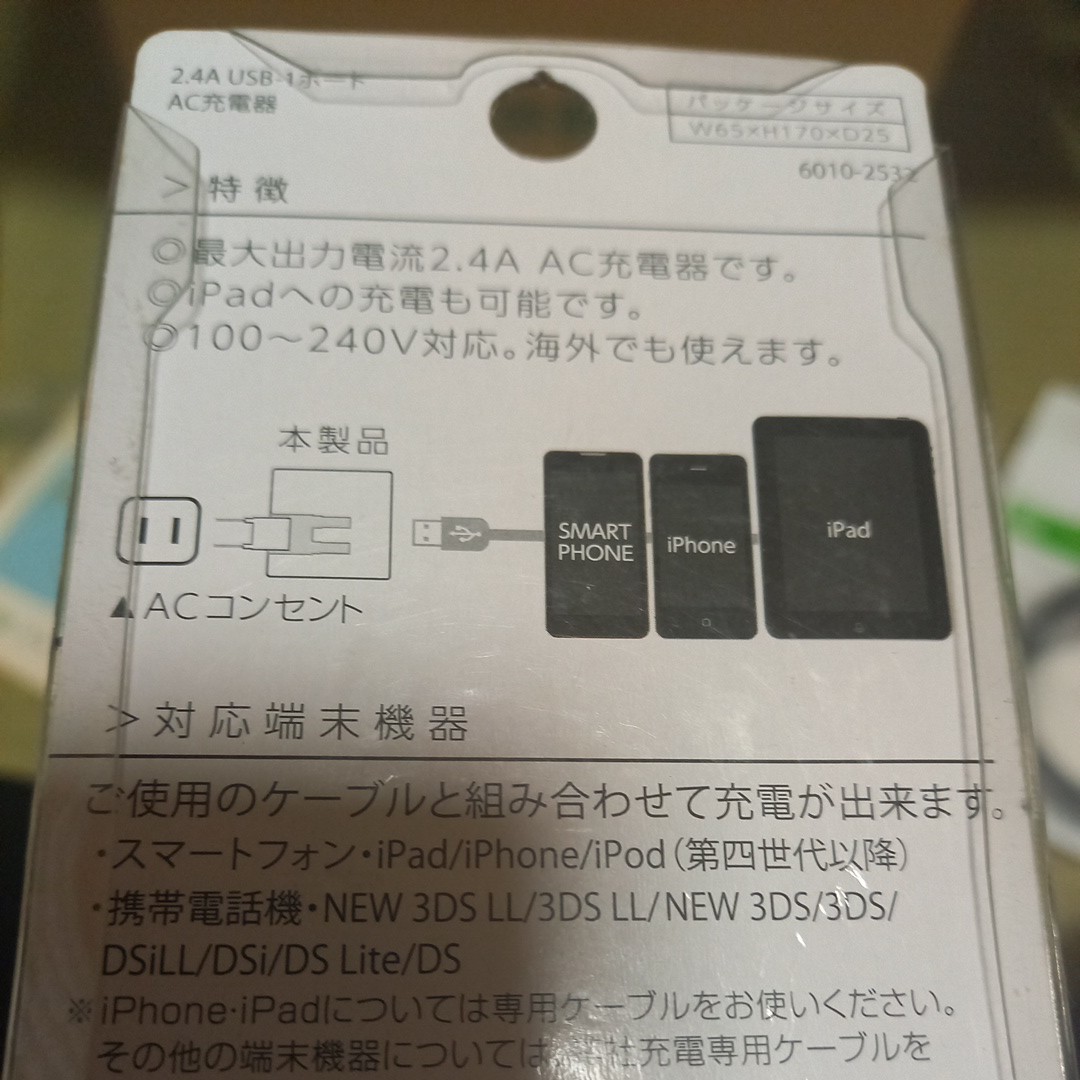 2.4A USB-1ポート
AC充電器
パッケージサイズ
W65×H170×D25
6010-2532
＞特徴
◎最大出力電流2.4A AC充電器です。
◎iPadへの充電も可能です。
◎100～240V対応。海外でも使えます。
本製品
SMART
PHONE
iPhone
iPad
▲ACコンセント
＞対応端末機器
ご使用のケーブルと組み合わせて充電が出来ます。
・スマートフォン・iPad/iPhone/iPod（第四世代以降）
・携帯電話機・NEW 3DS LL/3DS LL/NEW 3DS/3DS/
DSiLL/DSi/DS Lite/DS
※iPhone・iPadについては専用ケーブルをお使いください。
その他の端末機器については 社充電専用ケーブルを